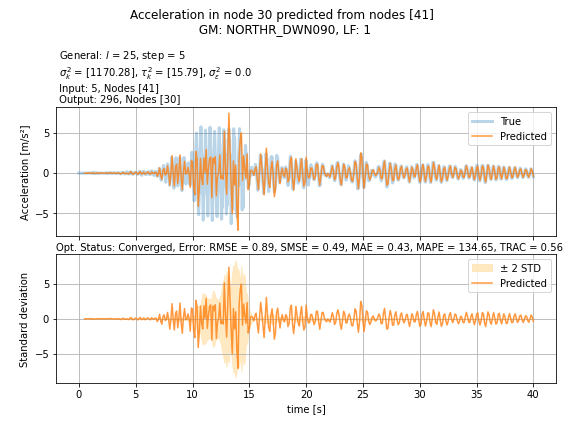 Acceleration in node 30 predicted from nodes [41]
GM: NORTHR_DWN090, LF: 1
General: l = 25, step = 5
σ²ₖ = [1170.28], τ²ₖ = [15.79], σ²ε = 0.0
Input: 5, Nodes [41]
Output: 296, Nodes [30]
True
Predicted
Acceleration [m/s²]
5
0
−5
Opt. Status: Converged, Error: RMSE = 0.89, SMSE = 0.49, MAE = 0.43, MAPE = 134.65, TRAC = 0.56
± 2 STD
Predicted
Standard deviation
5
0
−5
0 5 10 15 20 25 30 35 40
time [s]